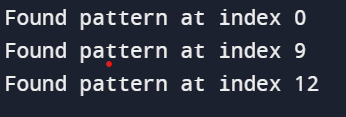 Found pattern at index 0
Found pattern at index 9
Found pattern at index 12